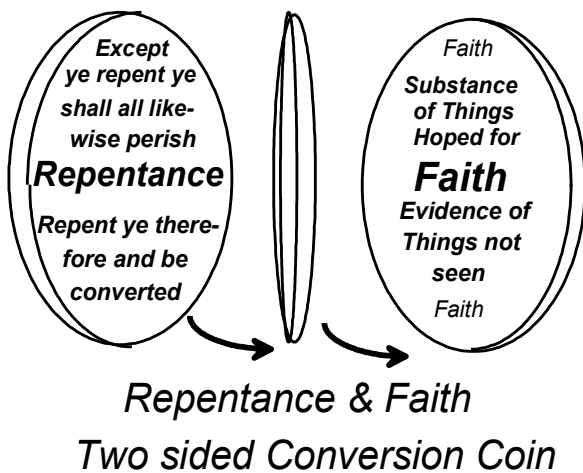 Except
ye repent ye
shall all like-
wise perish
Repentance
Repent ye there-
fore and be
converted
Faith
Substance
of Things
Hoped for
Faith
Evidence of
Things not
seen
Faith
Repentance & Faith
Two sided Conversion Coin